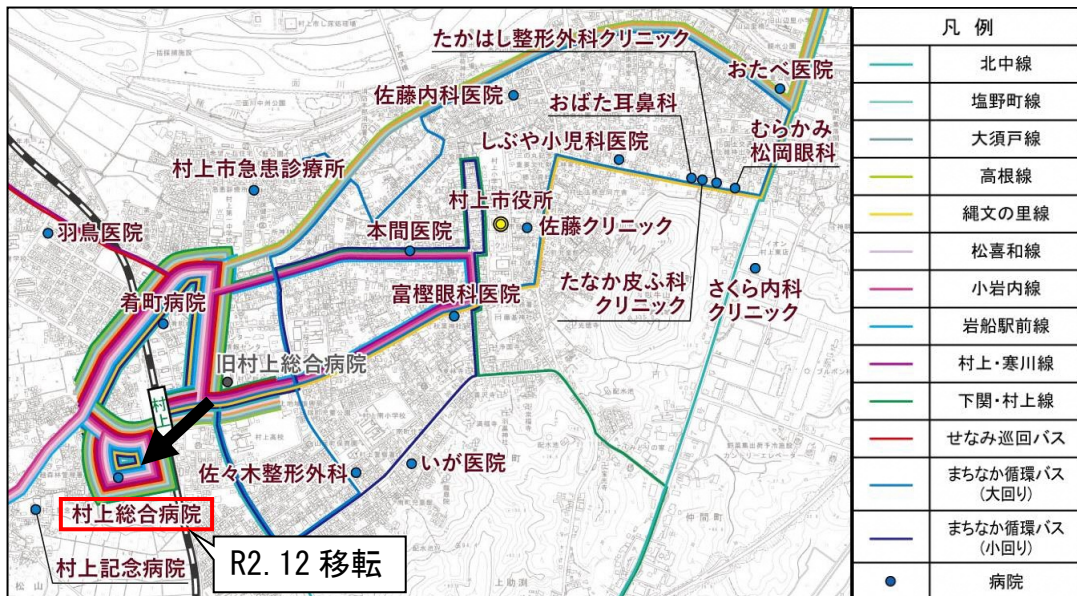 たかはし整形外科クリニック
おたべ医院
佐藤内科医院
おばた耳鼻科
むらかみ
松岡眼科
しぶや小児科医院
村上市急患診療所
村上市役所
羽鳥医院
本間医院
佐藤クリニック
たなか皮ふ科
クリニック
さくら内科
クリニック
富樫眼科医院
肴町病院
旧村上総合病院
村上
佐々木整形外科
いが医院
村上総合病院
村上記念病院
R2.12 移転
松山
上助渕
仲間町
凡 例
北中線
塩野町線
大須戸線
高根線
縄文の里線
松喜和線
小岩内線
岩船駅前線
村上・寒川線
下関・村上線
せなみ巡回バス
まちなか循環バス
(大回り)
まちなか循環バス
(小回り)
病院